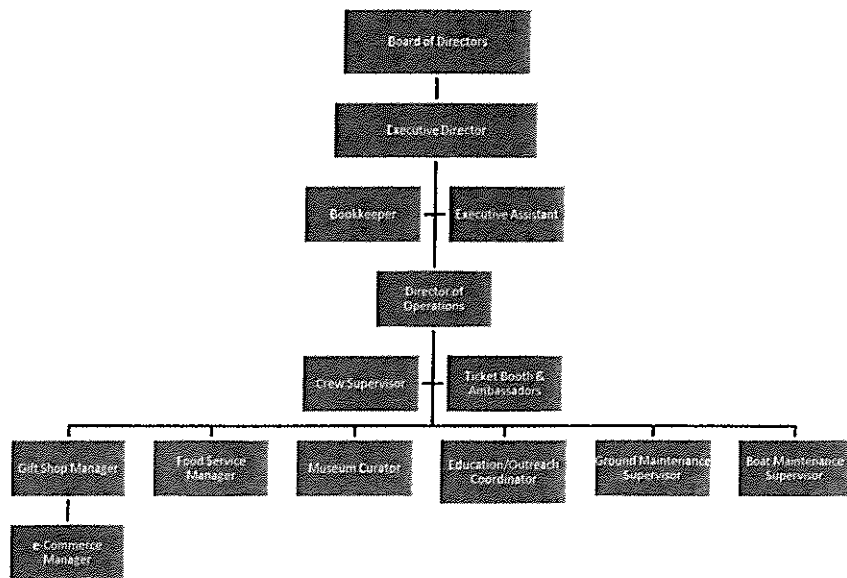 Board of Directors
Executive Director
Bookkeeper
Executive Assistant
Director of
Operations
Crew Supervisor
Ticket Booth &
Ambassadors
Gift Shop Manager
Food Service
Manager
Museum Curator
Education/Outreach
Coordinator
Ground Maintenance
Supervisor
Boat Maintenance
Supervisor
e-Commerce
Manager